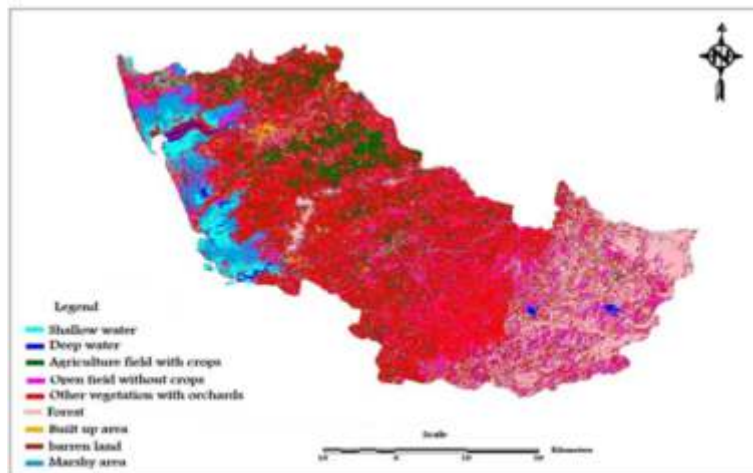 Legend
Shallow water
Deep water
Agriculture field with crops
Open field without crops
Other vegetation with orchards
Forest
Built up area
barren land
Marshy area
Scale
Kilometers